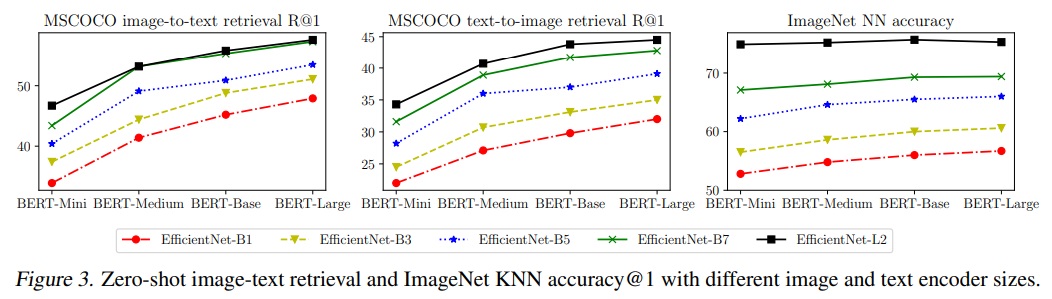 MSCOCO image-to-text retrieval R@1
50
40
BERT-Mini BERT-Medium BERT-Base BERT-Large
MSCOCO text-to-image retrieval R@1
45
40
35
30
25
BERT-Mini BERT-Medium BERT-Base BERT-Large
ImageNet NN accuracy
70
60
50
BERT-Mini BERT-Medium BERT-Base BERT-Large
EfficientNet-B1 EfficientNet-B3 EfficientNet-B5 EfficientNet-B7 EfficientNet-L2
Figure 3. Zero-shot image-text retrieval and ImageNet KNN accuracy@1 with different image and text encoder sizes.